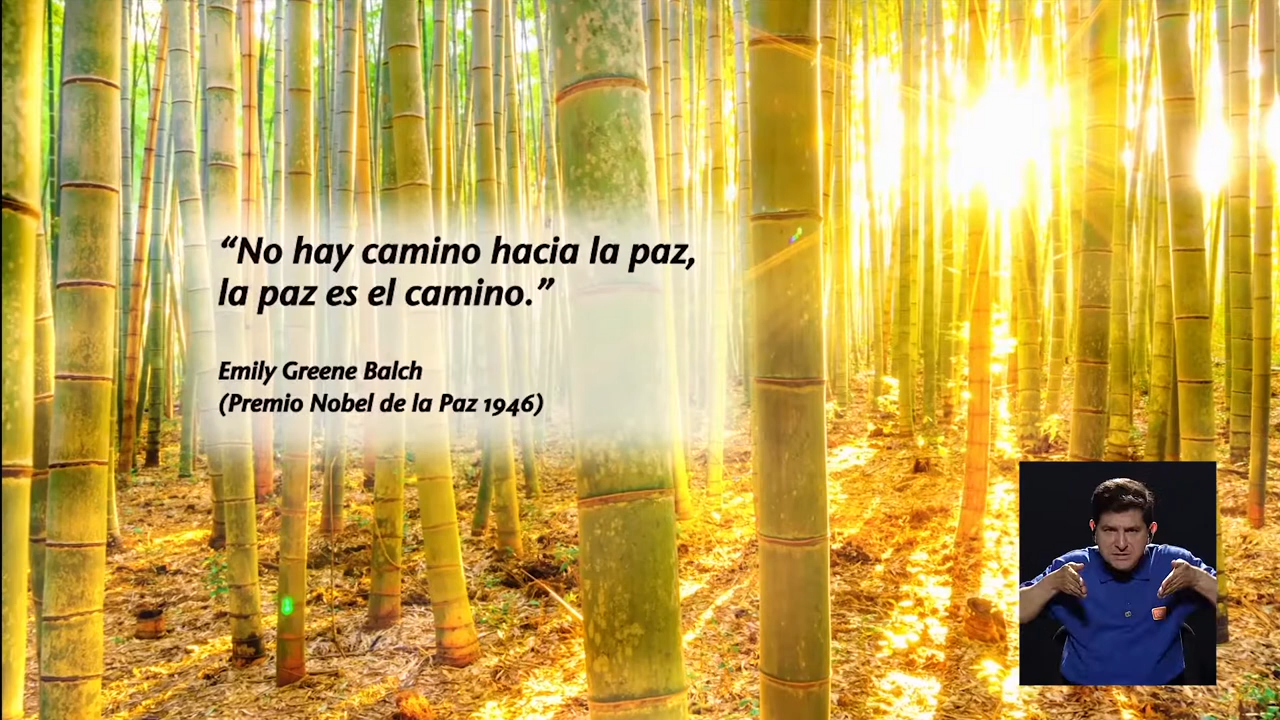 “No hay camino hacia la paz,
la paz es el camino.”
Emily Greene Balch
(Premio Nobel de la Paz 1946)